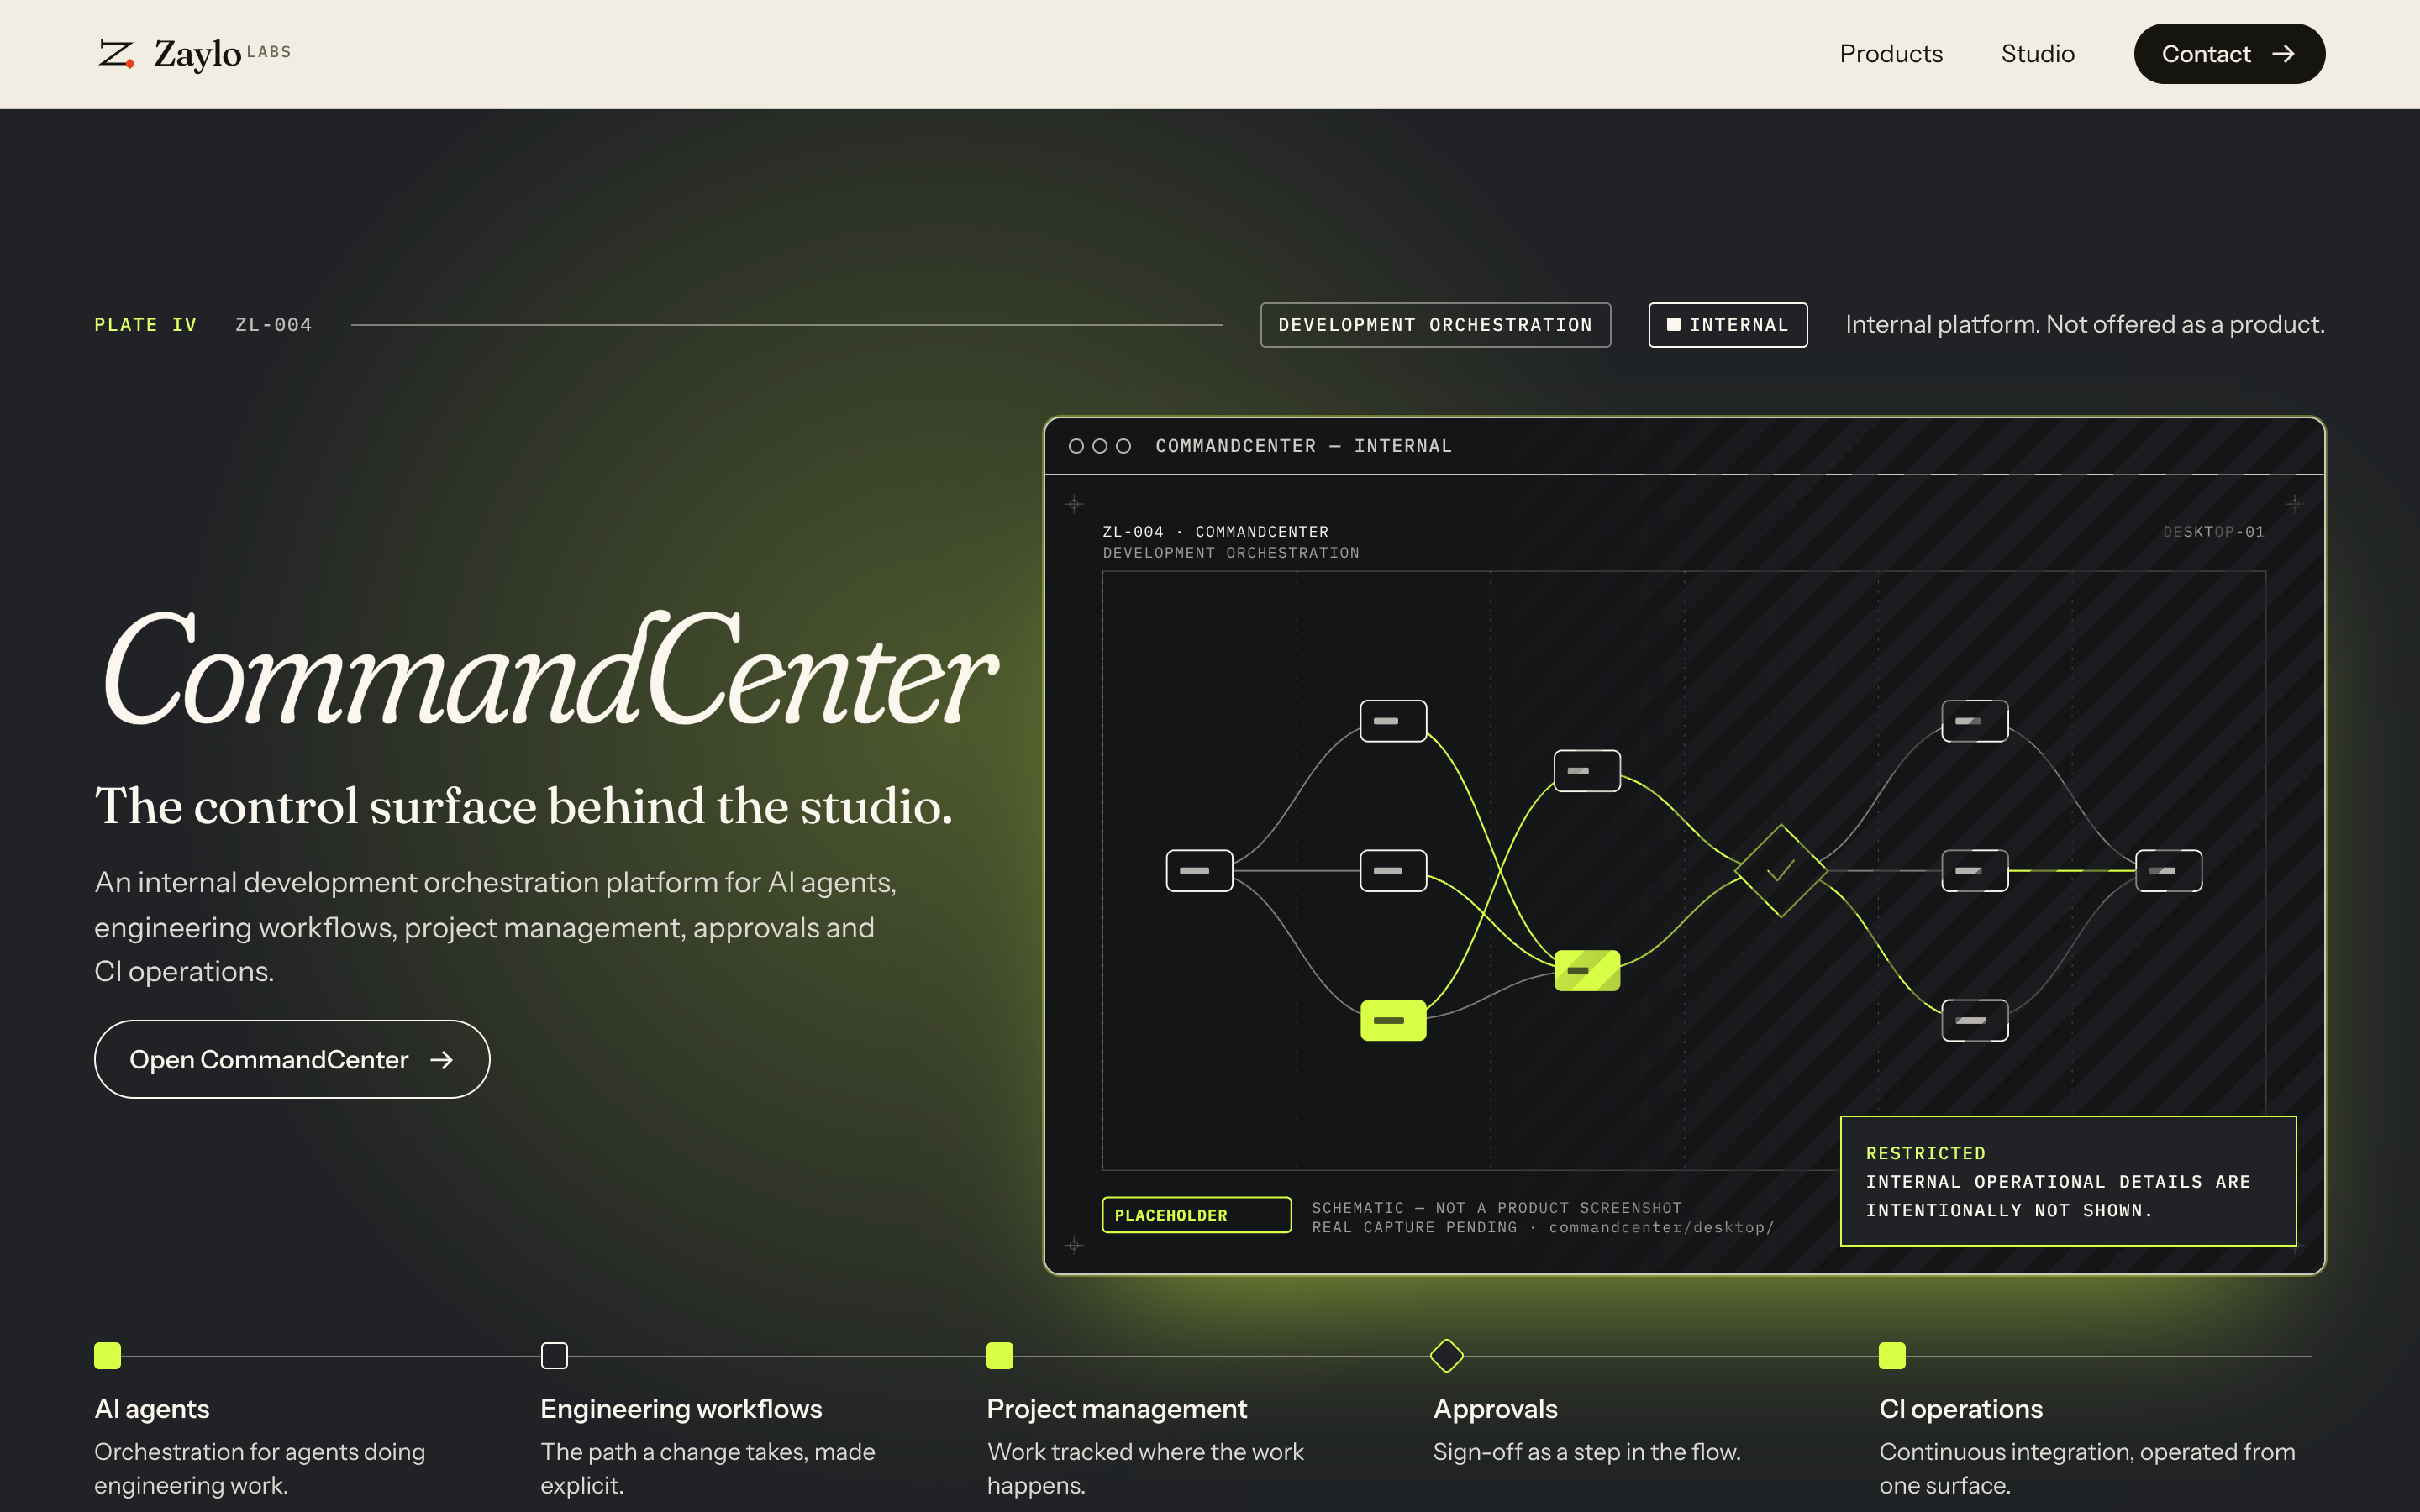 Zaylo LABS
Products
Studio
Contact
PLATE IV
ZL-004
DEVELOPMENT ORCHESTRATION
INTERNAL
Internal platform. Not offered as a product.
COMMANDCENTER — INTERNAL
ZL-004 · COMMANDCENTER
DEVELOPMENT ORCHESTRATION
DESKTOP-01
CommandCenter
The control surface behind the studio.
An internal development orchestration platform for AI agents,
engineering workflows, project management, approvals and
CI operations.
Open CommandCenter
PLACEHOLDER
SCHEMATIC — NOT A PRODUCT SCREENSHOT
REAL CAPTURE PENDING · commandcenter/desktop/
RESTRICTED
INTERNAL OPERATIONAL DETAILS ARE
INTENTIONALLY NOT SHOWN.
AI agents
Orchestration for agents doing
engineering work.
Engineering workflows
The path a change takes, made
explicit.
Project management
Work tracked where the work
happens.
Approvals
Sign-off as a step in the flow.
CI operations
Continuous integration, operated from
one surface.